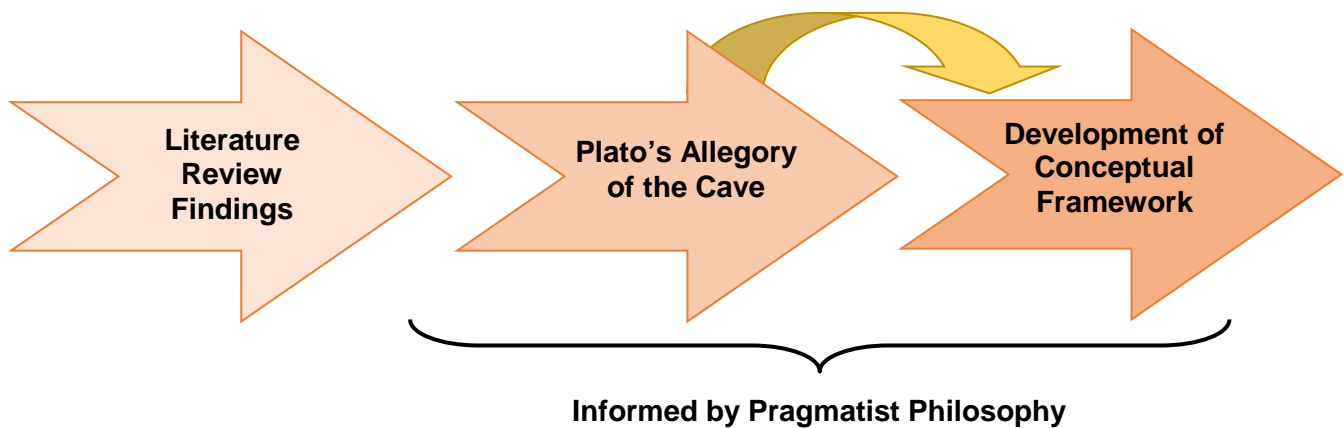 Literature
Review
Findings
Plato’s Allegory
of the Cave
Development of
Conceptual
Framework
Informed by Pragmatist Philosophy